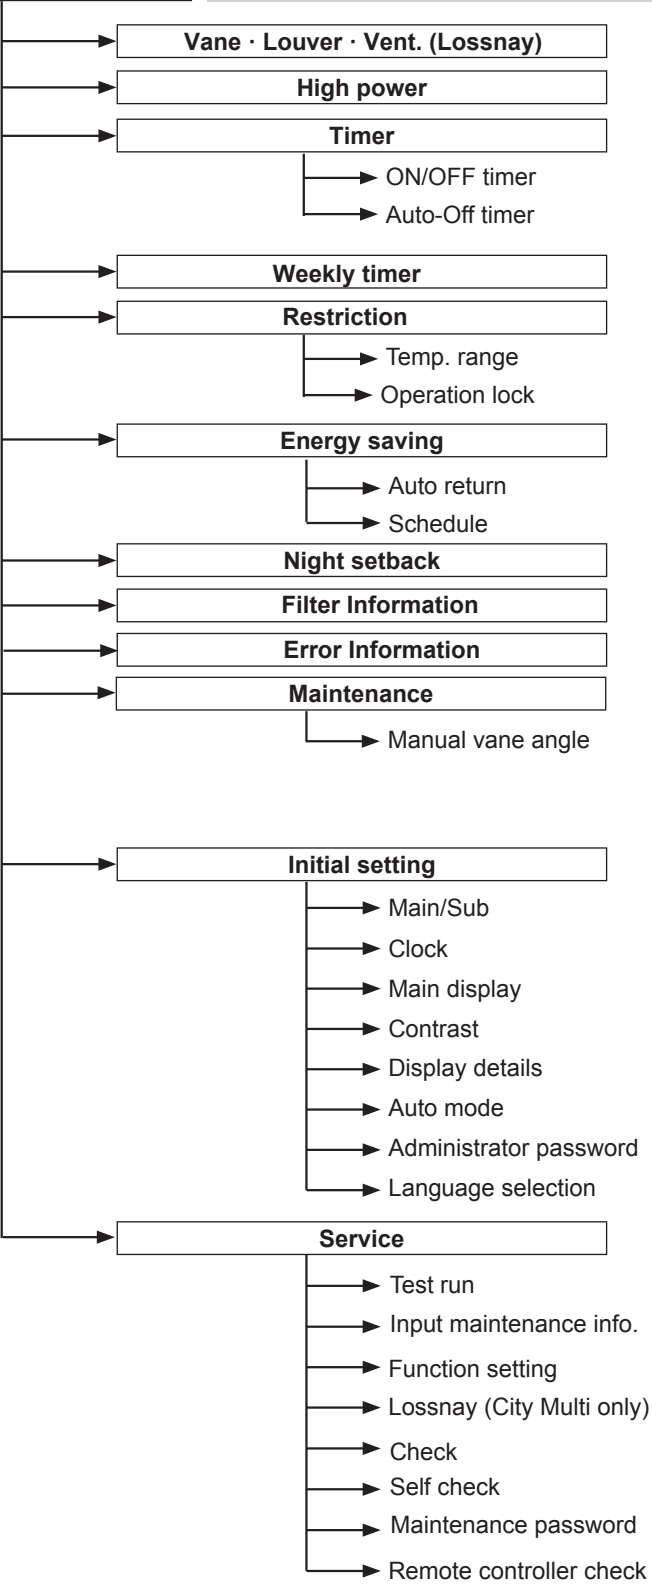 Vane · Louver · Vent. (Lossnay)
High power
Timer
ON/OFF timer
Auto-Off timer
Weekly timer
Restriction
Temp. range
Operation lock
Energy saving
Auto return
Schedule
Night setback
Filter Information
Error Information
Maintenance
Manual vane angle
Initial setting
Main/Sub
Clock
Main display
Contrast
Display details
Auto mode
Administrator password
Language selection
Service
Test run
Input maintenance info.
Function setting
Lossnay (City Multi only)
Check
Self check
Maintenance password
Remote controller check